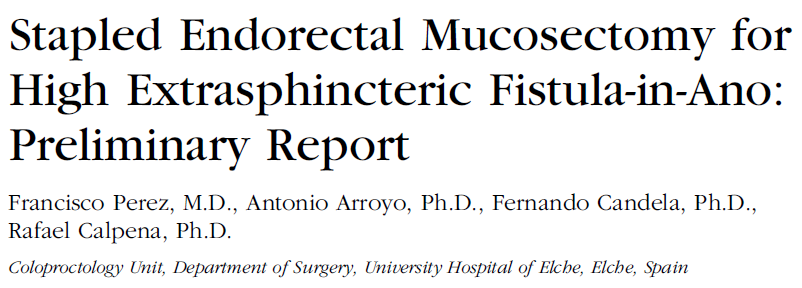 Stapled Endorectal Mucosectomy for
High Extrasphincteric Fistula-in-Ano:
Preliminary Report
Francisco Perez, M.D., Antonio Arroyo, Ph.D., Fernando Candela, Ph.D.,
Rafael Calpena, Ph.D.
Coloproctology Unit, Department of Surgery, University Hospital of Elche, Elche, Spain